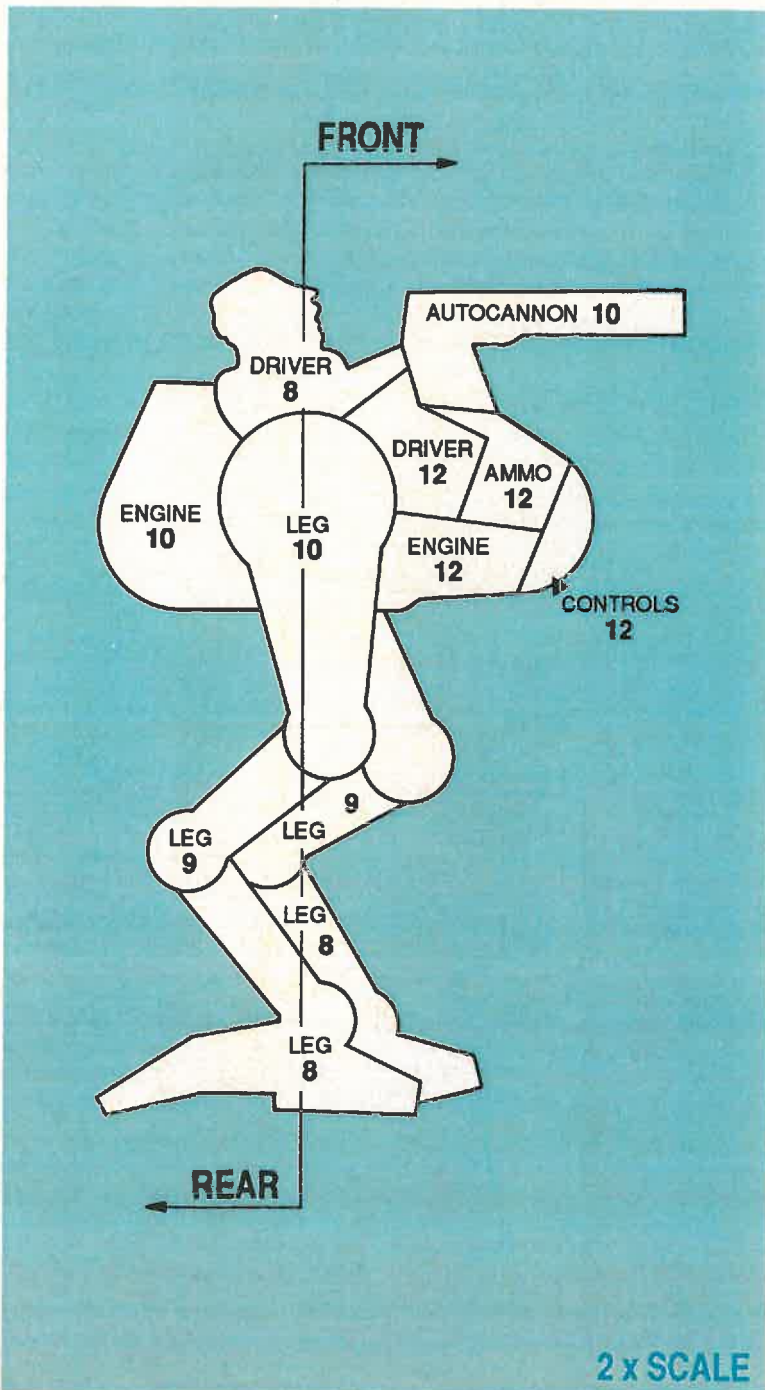 FRONT
AUTOCANNON 10
DRIVER
8
DRIVER
12
AMMO
12
ENGINE
10
LEG
10
ENGINE
12
CONTROLS
12
9
LEG
LEG
9
LEG
8
LEG
8
REAR
2 x SCALE